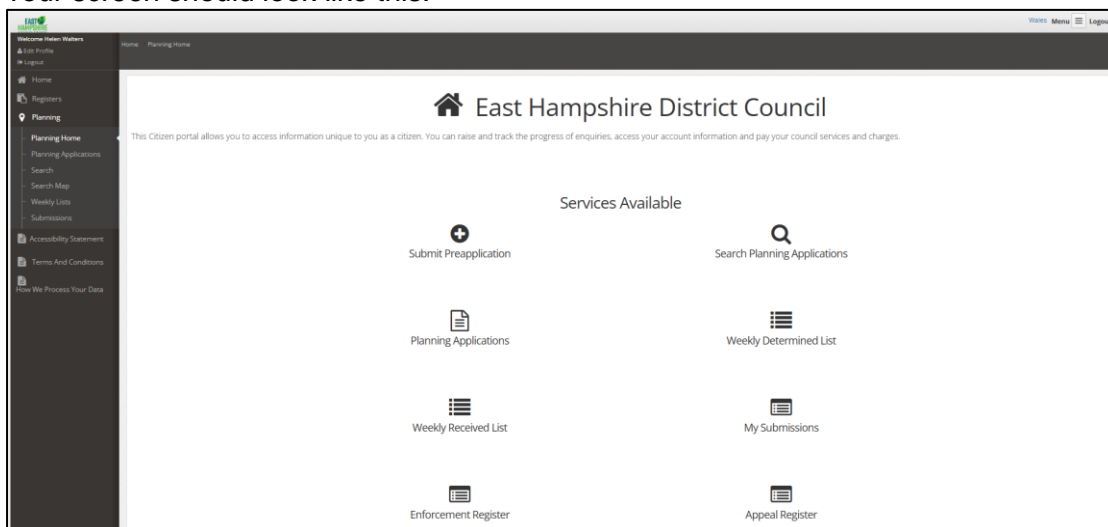 Your screen should look like this:
EAST
HAMPSHIRE
Wales Menu Logou
Welcome Helen Walters
Edit Profile
Logout
Home Planning Home
Home
Registers
Planning
Planning Home
Planning Applications
Search
Search Map
Weekly Lists
Submissions
Accessibility Statement
Terms And Conditions
How We Process Your Data
East Hampshire District Council
This Citizen portal allows you to access information unique to you as a citizen. You can raise and track the progress of enquiries, access your account information and pay your council services and charges.
Services Available
Submit Preapplication
Search Planning Applications
Planning Applications
Weekly Determined List
Weekly Received List
My Submissions
Enforcement Register
Appeal Register